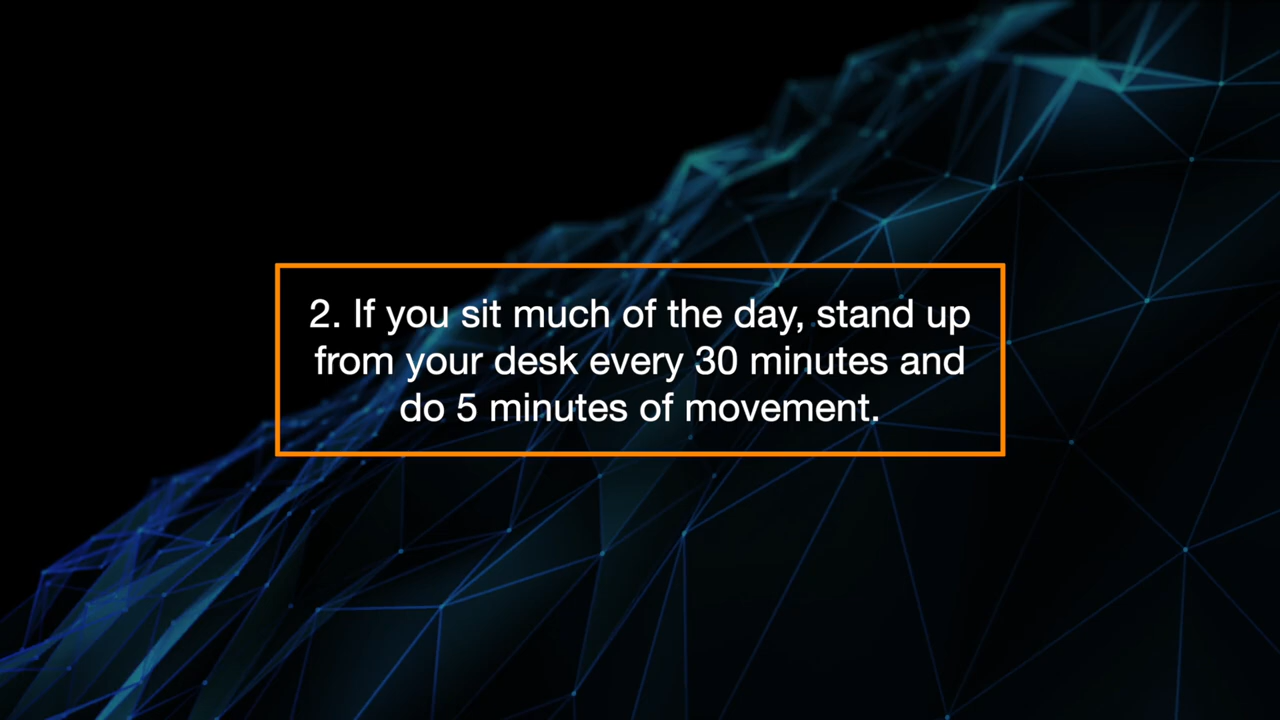 2. If you sit much of the day, stand up
from your desk every 30 minutes and
do 5 minutes of movement.